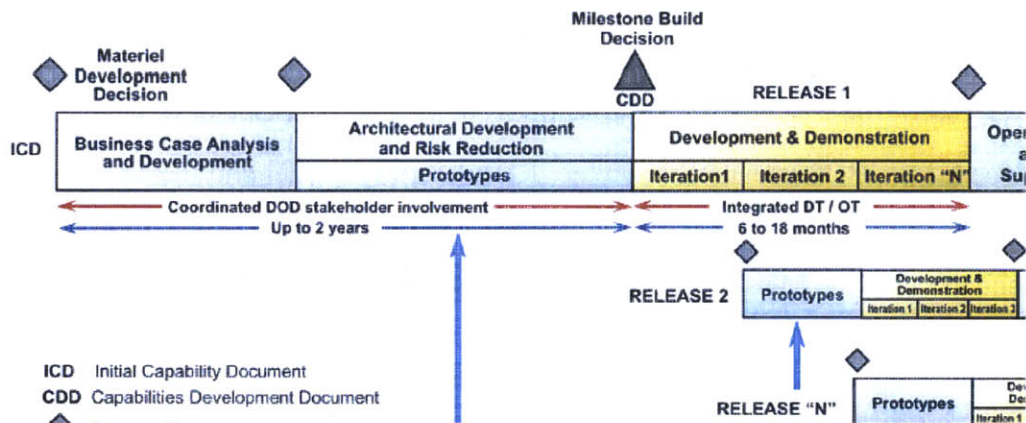 Milestone Build
Decision
Materiel
Development
Decision
CDD
RELEASE 1
ICD
Business Case Analysis
and Development
Architectural Development
and Risk Reduction
Prototypes
Development & Demonstration
Iteration1
Iteration 2
Iteration "N"
Coordinated DOD stakeholder involvement
Integrated DT / OT
Up to 2 years
6 to 18 months
RELEASE 2
Prototypes
Development &
Demonstration
Iteration 1
Iteration 2
Iteration 3
ICD Initial Capability Document
CDD Capabilities Development Document
RELEASE "N"
Prototypes
Iteration 1